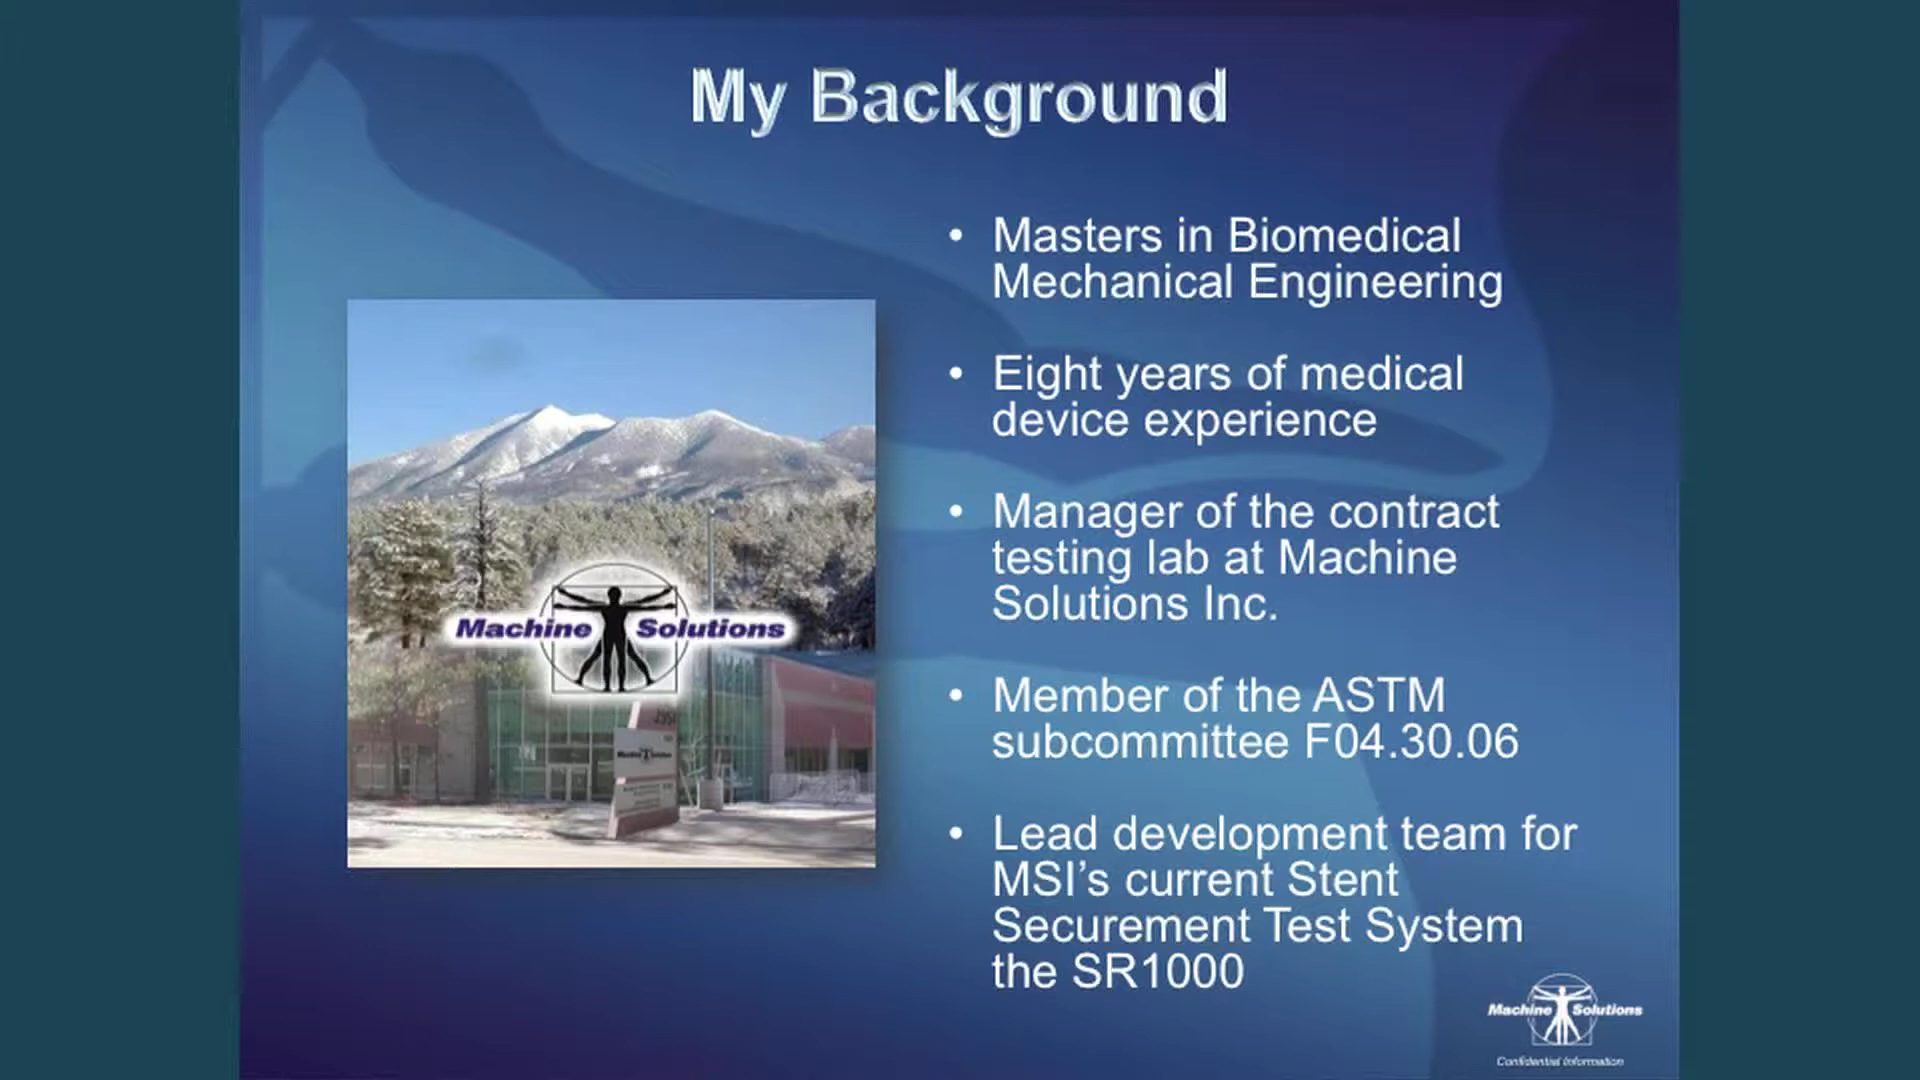 My Background
• Masters in Biomedical
Mechanical Engineering
• Eight years of medical
device experience
• Manager of the contract
testing lab at Machine
Solutions Inc.
• Member of the ASTM
subcommittee F04.30.06
• Lead development team for
MSI’s current Stent
Securement Test System
the SR1000
Machine Solutions
Machine Solutions
Confidential Information